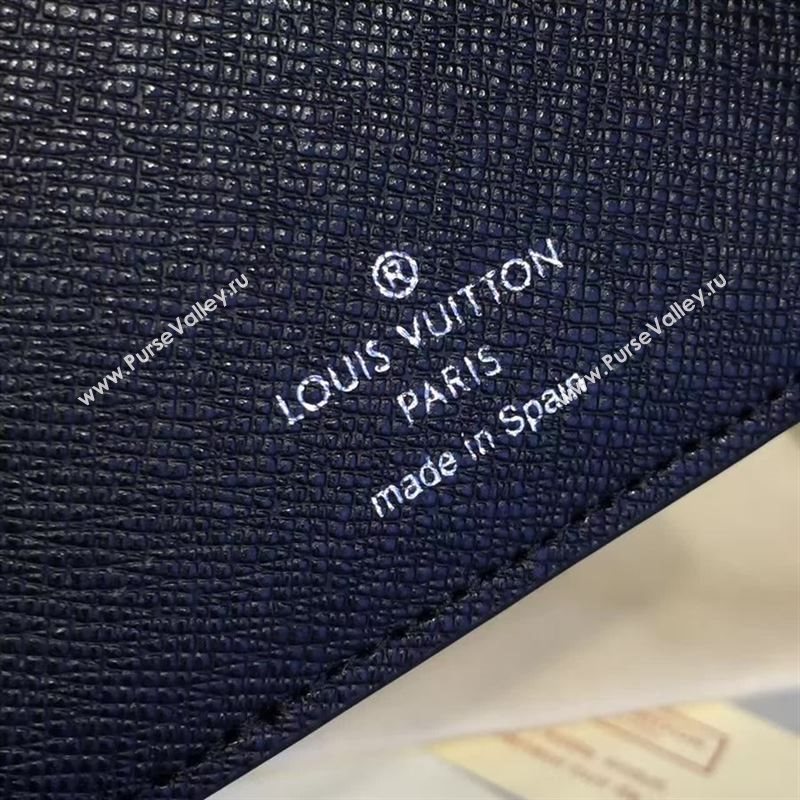 ®
LOUIS VUITTON
PARIS
made in Spain
www.PurseValley.ru
www.PurseValley.ru